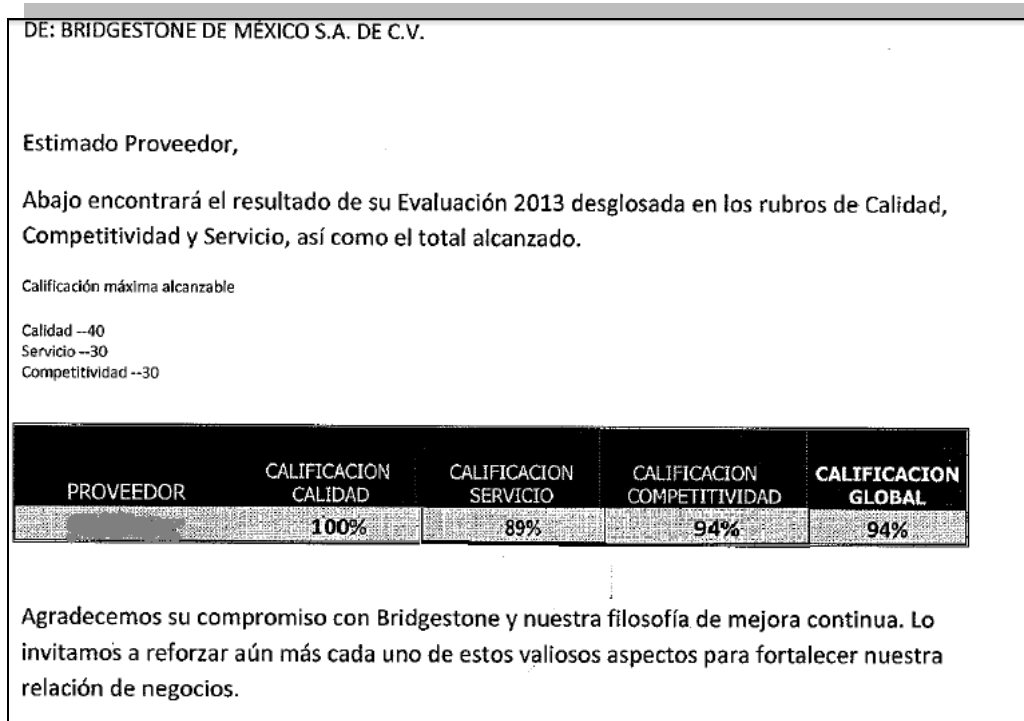 DE: BRIDGESTONE DE MÉXICO S.A. DE C.V.
Estimado Proveedor,
Abajo encontrará el resultado de su Evaluación 2013 desglosada en los rubros de Calidad,
Competitividad y Servicio, así como el total alcanzado.
Calificación máxima alcanzable
Calidad --40
Servicio --30
Competitividad --30
PROVEEDOR CALIFICACION CALIDAD CALIFICACION SERVICIO CALIFICACION COMPETITIVIDAD CALIFICACION GLOBAL
100% 89% 94% 94%
Agradecemos su compromiso con Bridgestone y nuestra filosofía de mejora continua. Lo
invitamos a reforzar aún más cada uno de estos valiosos aspectos para fortalecer nuestra
relación de negocios.